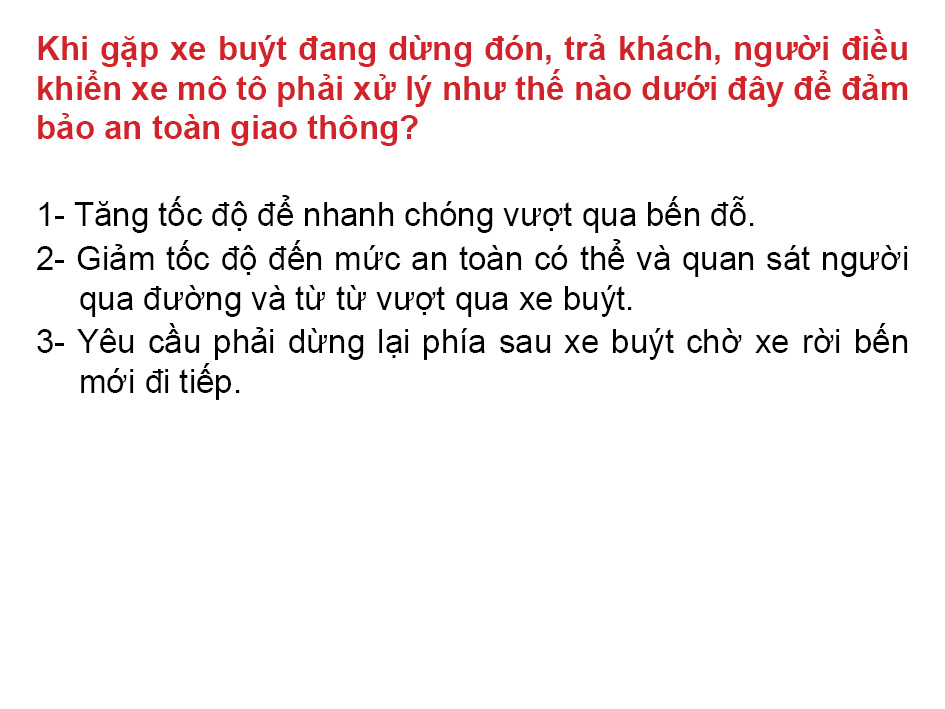 Khi gặp xe buýt đang dừng đón, trả khách, người điều
khiển xe mô tô phải xử lý như thế nào dưới đây để đảm
bảo an toàn giao thông?
1- Tăng tốc độ để nhanh chóng vượt qua bến đỗ.
2- Giảm tốc độ đến mức an toàn có thể và quan sát người
qua đường và từ từ vượt qua xe buýt.
3- Yêu cầu phải dừng lại phía sau xe buýt chờ xe rời bến
mới đi tiếp.